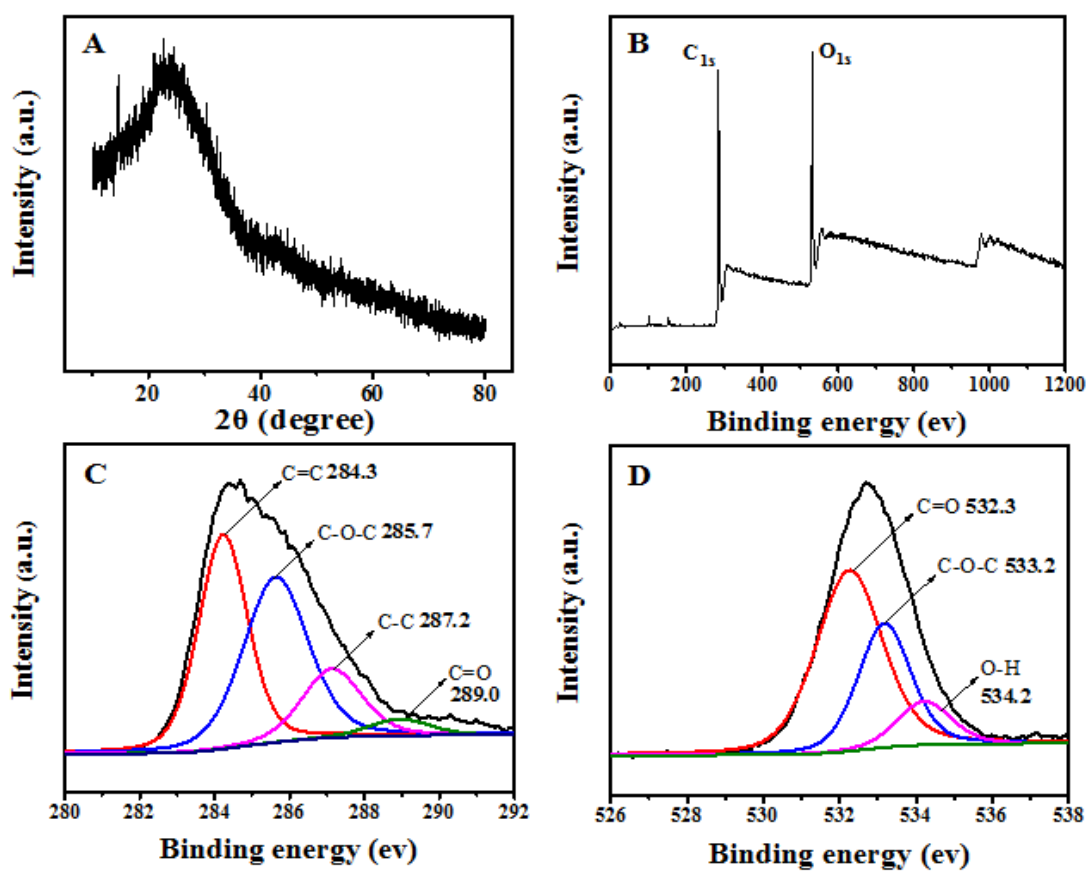 A
Intensity (a.u.)
20 40 60 80
2θ (degree)
B
C1s
O1s
Intensity (a.u.)
0 200 400 600 800 1000 1200
Binding energy (ev)
C
C=C 284.3
C-O-C 285.7
C-C 287.2
C=O
289.0
Intensity (a.u.)
280 282 284 286 288 290 292
Binding energy (ev)
D
C=O 532.3
C-O-C 533.2
O-H
534.2
Intensity (a.u.)
526 528 530 532 534 536 538
Binding energy (ev)